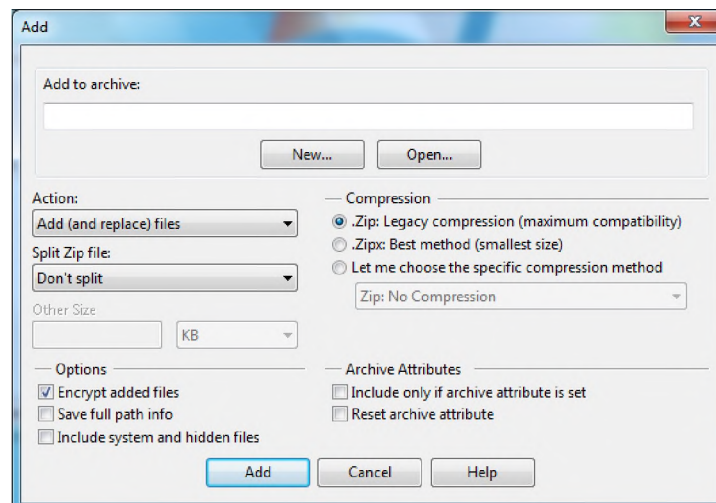 Add
Add to archive:
New... Open...
Action:
Add (and replace) files
Split Zip file:
Don't split
Other Size
KB
Compression
.Zip: Legacy compression (maximum compatibility)
.Zipx: Best method (smallest size)
Let me choose the specific compression method
Zip: No Compression
Options
Encrypt added files
Save full path info
Include system and hidden files
Archive Attributes
Include only if archive attribute is set
Reset archive attribute
Add Cancel Help